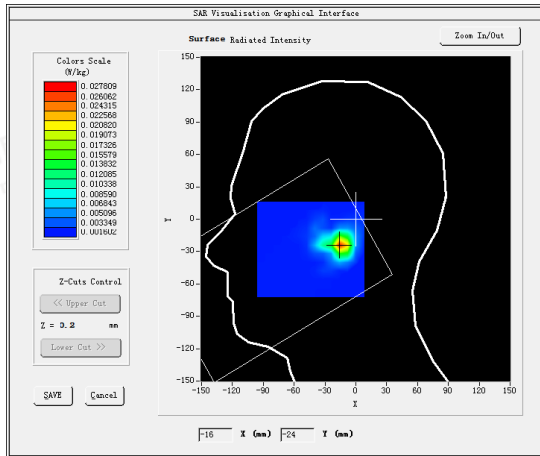 SAR Visualisation Graphical Interface
Surface Radiated Intensity
Zoom In/Out
Colors Scale
(W/kg)
0.027809
0.026062
0.024315
0.022568
0.020820
0.019073
0.017326
0.015579
0.013832
0.012085
0.010338
0.008590
0.006843
0.005096
0.003349
0.001602
150
120
90
60
30
0
-30
-60
-90
-120
-150
Y
-150 -120 -90 -60 -30 0 30 60 90 120 150
X
Z-Cuts Control
<< Upper Cut
Z = 0.2 mm
Lower Cut >>
SAVE Cancel
-16 X (mm) -24 Y (mm)